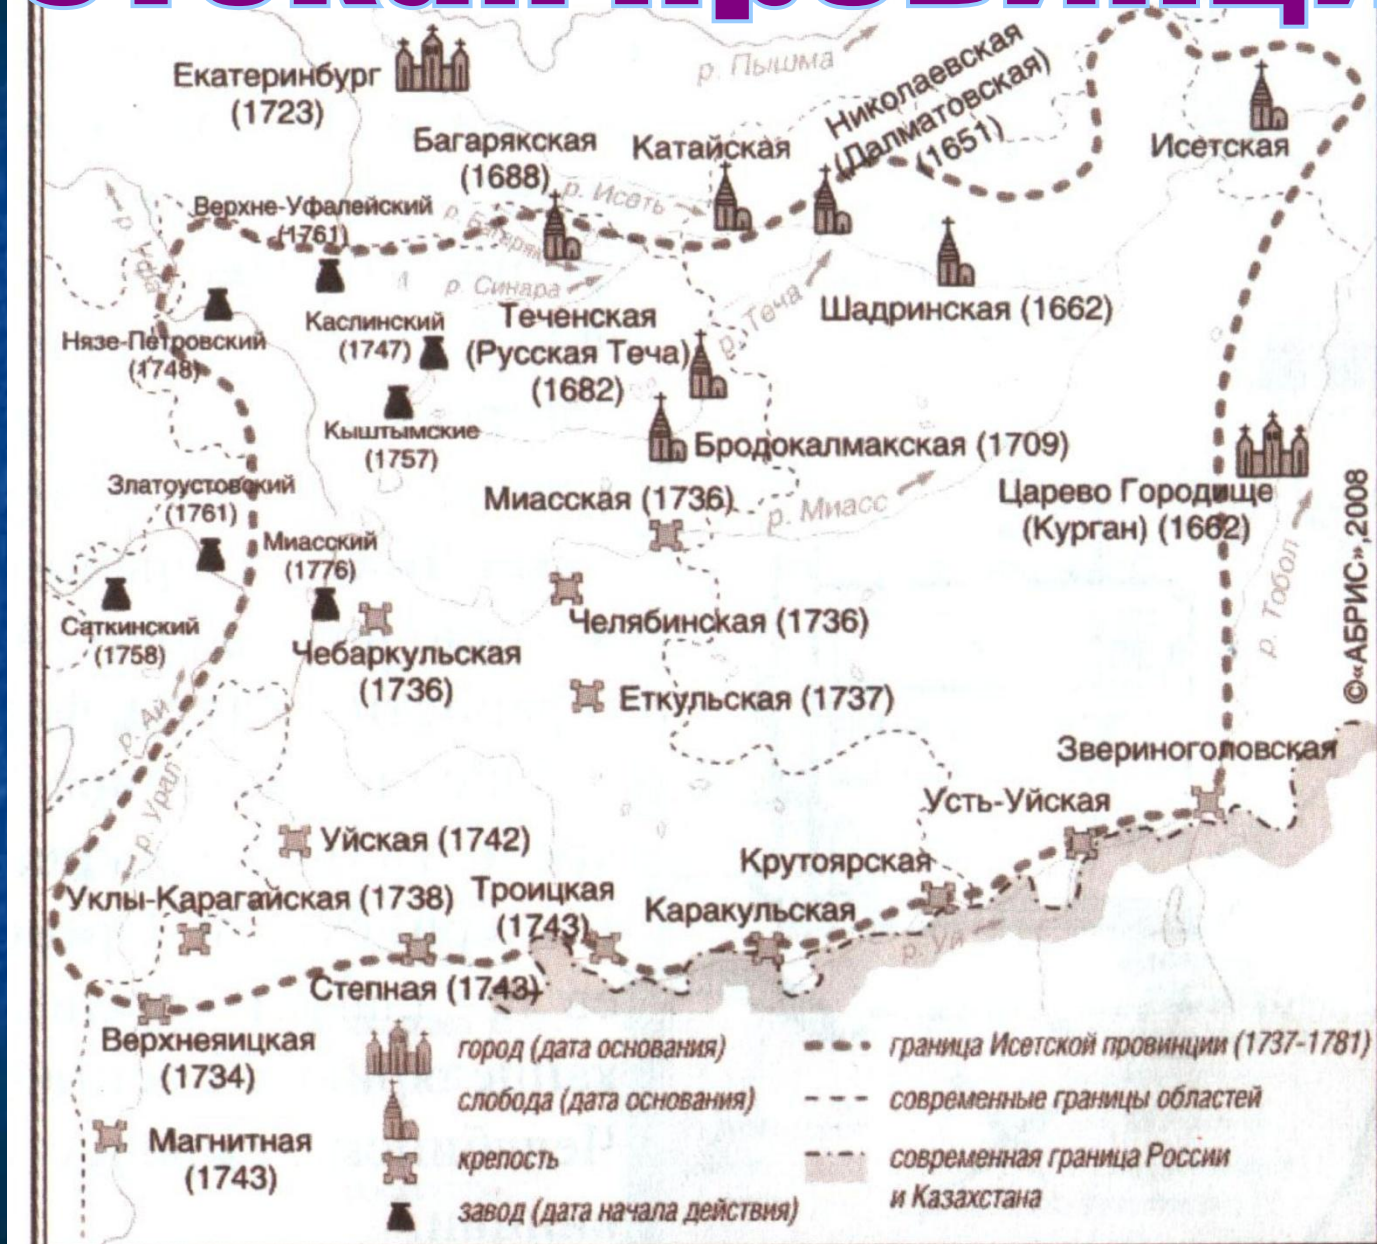 Екатеринбург
(1723)
р. Пышма
Николаевская
(Далматовская)
(1651)
Багарякская
(1688)
Катайская
Исетская
р. Исеть
Верхне-Уфалейский
(1761)
р. Багаряк
р. Уфа
р. Синара
Шадринская (1662)
Нязе-Петровский
(1748)
Каслинский
(1747)
Теченская
(Русская Теча)
(1682)
р. Теча
Кыштымские
(1757)
Бродокалмакская (1709)
Златоустовский
(1761)
Миасская (1736)
р. Миасс
Царево Городище
(Курган) (1662)
Миасский
(1776)
Саткинский
(1758)
Чебаркульская
(1736)
Челябинская (1736)
р. Тобол
©«АБРИС»,2008
Еткульская (1737)
р. Ай
р. Урал
Звериноголовская
Усть-Уйская
Уйская (1742)
Крутоярская
Уклы-Карагайская (1738)
Троицкая
(1743)
Каракульская
р. Уй
Степная (1743)
Верхнеяицкая
(1734)
Магнитная
(1743)
город (дата основания)
слобода (дата основания)
крепость
завод (дата начала действия)
граница Исетской провинции (1737-1781)
современные границы областей
современная граница России
и Казахстана